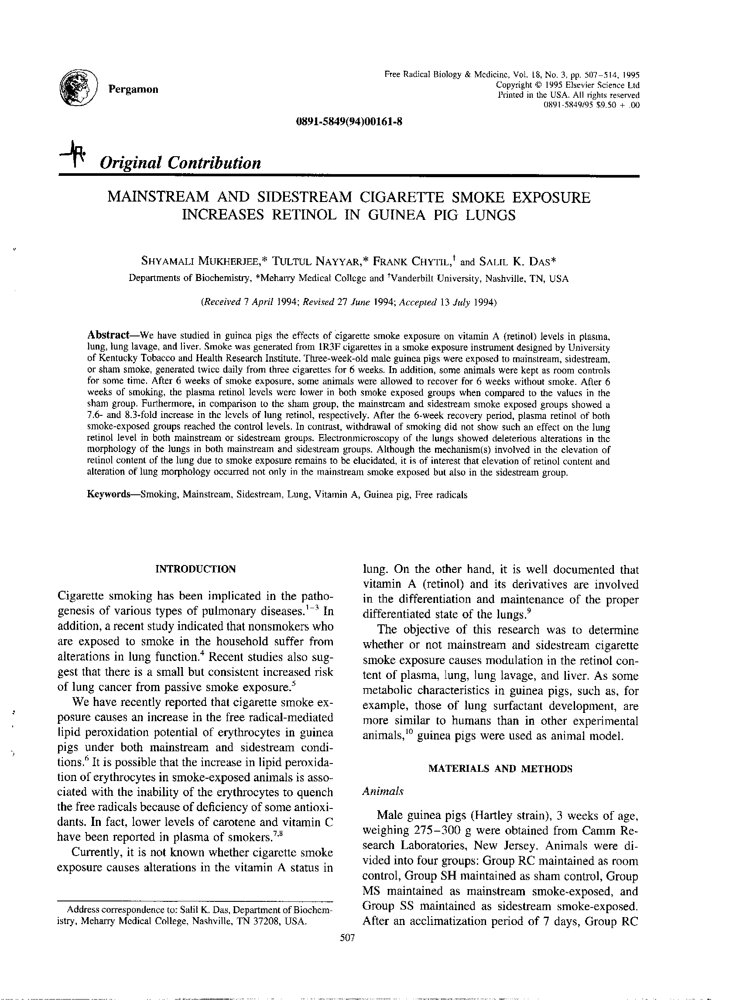 Pergamon
Free Radical Biology & Medicine, Vol. 18, No. 3, pp. 507–514, 1995
Copyright © 1995 Elsevier Science Ltd
Printed in the USA. All rights reserved
0891-5849/95 $9.50 + .00
0891-5849(94)00161-8
Original Contribution
MAINSTREAM AND SIDESTREAM CIGARETTE SMOKE EXPOSURE
INCREASES RETINOL IN GUINEA PIG LUNGS
SHYAMALI MUKHERJEE,* TULTUL NAYYAR,* FRANK CHYTIL,† and SALIL K. DAS*
Departments of Biochemistry, *Meharry Medical College and †Vanderbilt University, Nashville, TN, USA
(Received 7 April 1994; Revised 27 June 1994; Accepted 13 July 1994)
Abstract—We have studied in guinea pigs the effects of cigarette smoke exposure on vitamin A (retinol) levels in plasma,
lung, lung lavage, and liver. Smoke was generated from 1R3F cigarettes in a smoke exposure instrument designed by University
of Kentucky Tobacco and Health Research Institute. Three-week-old male guinea pigs were exposed to mainstream, sidestream,
or sham smoke, generated twice daily from three cigarettes for 6 weeks. In addition, some animals were kept as room controls
for some time. After 6 weeks of smoke exposure, some animals were allowed to recover for 6 weeks without smoke. After 6
weeks of smoking, the plasma retinol levels were lower in both smoke exposed groups when compared to the values in the
sham group. Furthermore, in comparison to the sham group, the mainstream and sidestream smoke exposed groups showed a
7.6- and 8.3-fold increase in the levels of lung retinol, respectively. After the 6-week recovery period, plasma retinol of both
smoke-exposed groups reached the control levels. In contrast, withdrawal of smoking did not show such an effect on the lung
retinol level in both mainstream or sidestream groups. Electronmicroscopy of the lungs showed deleterious alterations in the
morphology of the lungs in both mainstream and sidestream groups. Although the mechanism(s) involved in the elevation of
retinol content of the lung due to smoke exposure remains to be elucidated, it is of interest that elevation of retinol content and
alteration of lung morphology occurred not only in the mainstream smoke exposed but also in the sidestream group.
Keywords—Smoking, Mainstream, Sidestream, Lung, Vitamin A, Guinea pig, Free radicals
INTRODUCTION
Cigarette smoking has been implicated in the patho-
genesis of various types of pulmonary diseases.1–3 In
addition, a recent study indicated that nonsmokers who
are exposed to smoke in the household suffer from
alterations in lung function.4 Recent studies also sug-
gest that there is a small but consistent increased risk
of lung cancer from passive smoke exposure.5
We have recently reported that cigarette smoke ex-
posure causes an increase in the free radical-mediated
lipid peroxidation potential of erythrocytes in guinea
pigs under both mainstream and sidestream condi-
tions.6 It is possible that the increase in lipid peroxida-
tion of erythrocytes in smoke-exposed animals is asso-
ciated with the inability of the erythrocytes to quench
the free radicals because of deficiency of some antioxi-
dants. In fact, lower levels of carotene and vitamin C
have been reported in plasma of smokers.7,8
Currently, it is not known whether cigarette smoke
exposure causes alterations in the vitamin A status in
Address correspondence to: Salil K. Das, Department of Biochem-
istry, Meharry Medical College, Nashville, TN 37208, USA.
lung. On the other hand, it is well documented that
vitamin A (retinol) and its derivatives are involved
in the differentiation and maintenance of the proper
differentiated state of the lungs.9
The objective of this research was to determine
whether or not mainstream and sidestream cigarette
smoke exposure causes modulation in the retinol con-
tent of plasma, lung, lung lavage, and liver. As some
metabolic characteristics in guinea pigs, such as, for
example, those of lung surfactant development, are
more similar to humans than in other experimental
animals,10 guinea pigs were used as animal model.
MATERIALS AND METHODS
Animals
Male guinea pigs (Hartley strain), 3 weeks of age,
weighing 275–300 g were obtained from Camm Re-
search Laboratories, New Jersey. Animals were di-
vided into four groups: Group RC maintained as room
control, Group SH maintained as sham control, Group
MS maintained as mainstream smoke-exposed, and
Group SS maintained as sidestream smoke-exposed.
After an acclimatization period of 7 days, Group RC
507